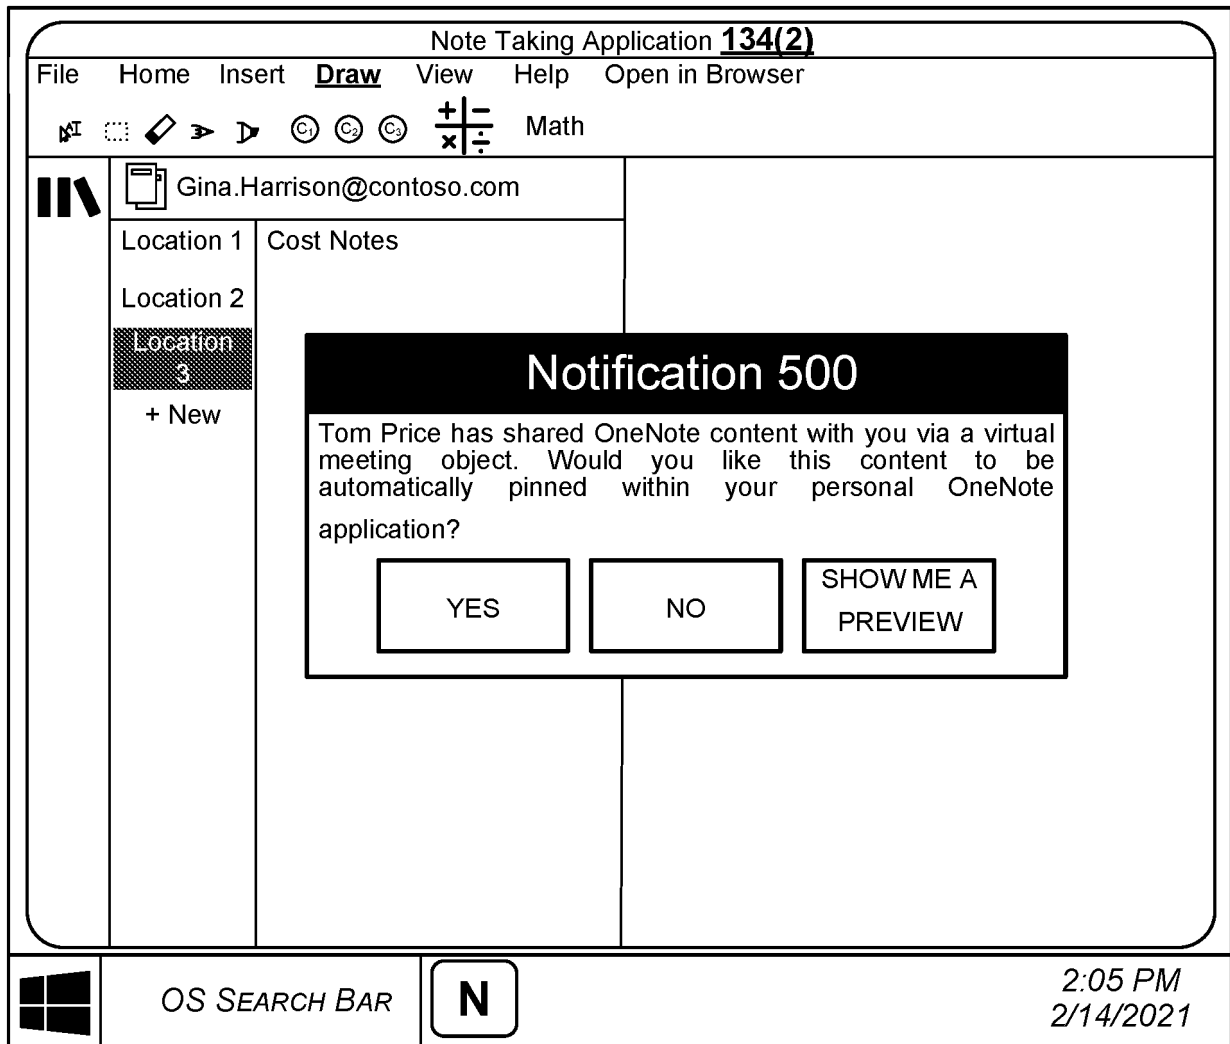 Note Taking Application 134(2)
File Home Insert Draw View Help Open in Browser
C1 C2 C3 + − × ÷ Math
Gina.Harrison@contoso.com
Location 1 Cost Notes
Location 2
Location
3
+ New
Notification 500
Tom Price has shared OneNote content with you via a virtual
meeting object. Would you like this content to be
automatically pinned within your personal OneNote
application?
YES NO SHOW ME A
PREVIEW
OS SEARCH BAR N 2:05 PM
2/14/2021